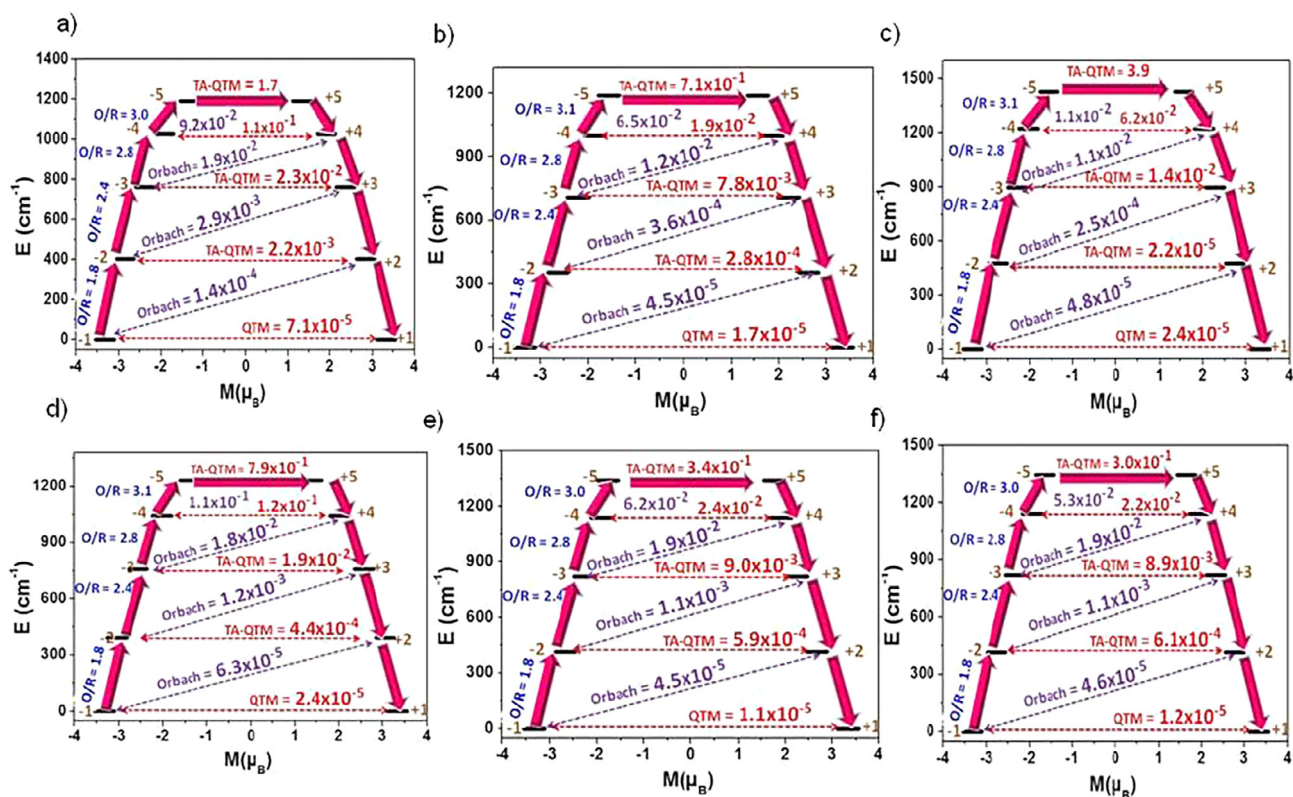 a)
1400
1200
1000
800
600
400
200
0
E (cm⁻¹)
-5
TA-QTM = 1.7
+5
O/R = 3.0
-4
9.2x10⁻²
1.1x10⁻¹
+4
O/R = 2.8
Orbach = 1.9x10⁻²
-3
TA-QTM = 2.3x10⁻²
+3
O/R = 2.4
Orbach = 2.9x10⁻³
-2
TA-QTM = 2.2x10⁻³
+2
O/R = 1.8
Orbach = 1.4x10⁻⁴
-1
QTM = 7.1x10⁻⁵
+1
-4 -3 -2 -1 0 1 2 3 4
M(μB)
b)
1200
900
600
300
0
E (cm⁻¹)
-5
TA-QTM = 7.1x10⁻¹
+5
O/R = 3.1
-4
6.5x10⁻²
1.9x10⁻²
+4
O/R = 2.8
Orbach = 1.2x10⁻²
-3
TA-QTM = 7.8x10⁻³
+3
O/R = 2.4
Orbach = 3.6x10⁻⁴
-2
TA-QTM = 2.8x10⁻⁴
+2
O/R = 1.8
Orbach = 4.5x10⁻⁵
-1
QTM = 1.7x10⁻⁵
+1
-4 -3 -2 -1 0 1 2 3 4
M(μB)
c)
1500
1200
900
600
300
0
E (cm⁻¹)
-5
TA-QTM = 3.9
+5
O/R = 3.1
-4
1.1x10⁻²
6.2x10⁻²
+4
O/R = 2.8
Orbach = 1.1x10⁻²
-3
TA-QTM = 1.4x10⁻²
+3
O/R = 2.4
Orbach = 2.5x10⁻⁴
-2
TA-QTM = 2.2x10⁻⁵
+2
O/R = 1.8
Orbach = 4.8x10⁻⁵
-1
QTM = 2.4x10⁻⁵
+1
-4 -3 -2 -1 0 1 2 3 4
M(μB)
d)
1200
900
600
300
0
E (cm⁻¹)
-5
TA-QTM = 7.9x10⁻¹
+5
O/R = 3.1
-4
1.1x10⁻¹
1.2x10⁻¹
+4
O/R = 2.8
Orbach = 1.8x10⁻²
TA-QTM = 1.9x10⁻²
+3
O/R = 2.4
Orbach = 1.2x10⁻³
TA-QTM = 4.4x10⁻⁴
+2
O/R = 1.8
Orbach = 6.3x10⁻⁵
-1
QTM = 2.4x10⁻⁵
+1
-4 -3 -2 -1 0 1 2 3 4
M(μB)
e)
1500
1200
900
600
300
0
E (cm⁻¹)
-5
TA-QTM = 3.4x10⁻¹
+5
O/R = 3.0
-4
6.2x10⁻²
2.4x10⁻²
+4
O/R = 2.8
Orbach = 1.9x10⁻²
-3
TA-QTM = 9.0x10⁻³
+3
O/R = 2.4
Orbach = 1.1x10⁻³
-2
TA-QTM = 5.9x10⁻⁴
+2
O/R = 1.8
Orbach = 4.5x10⁻⁵
-1
QTM = 1.1x10⁻⁵
+1
-4 -3 -2 -1 0 1 2 3 4
M(μB)
f)
1500
1200
900
600
300
0
E (cm⁻¹)
-5
TA-QTM = 3.0x10⁻¹
+5
O/R = 3.0
-4
5.3x10⁻²
2.2x10⁻²
+4
O/R = 2.8
Orbach = 1.9x10⁻²
-3
TA-QTM = 8.9x10⁻³
+3
O/R = 2.4
Orbach = 1.1x10⁻³
-2
TA-QTM = 6.1x10⁻⁴
+2
O/R = 1.8
Orbach = 4.6x10⁻⁵
-1
QTM = 1.2x10⁻⁵
+1
-4 -3 -2 -1 0 1 2 3 4
M(μB)